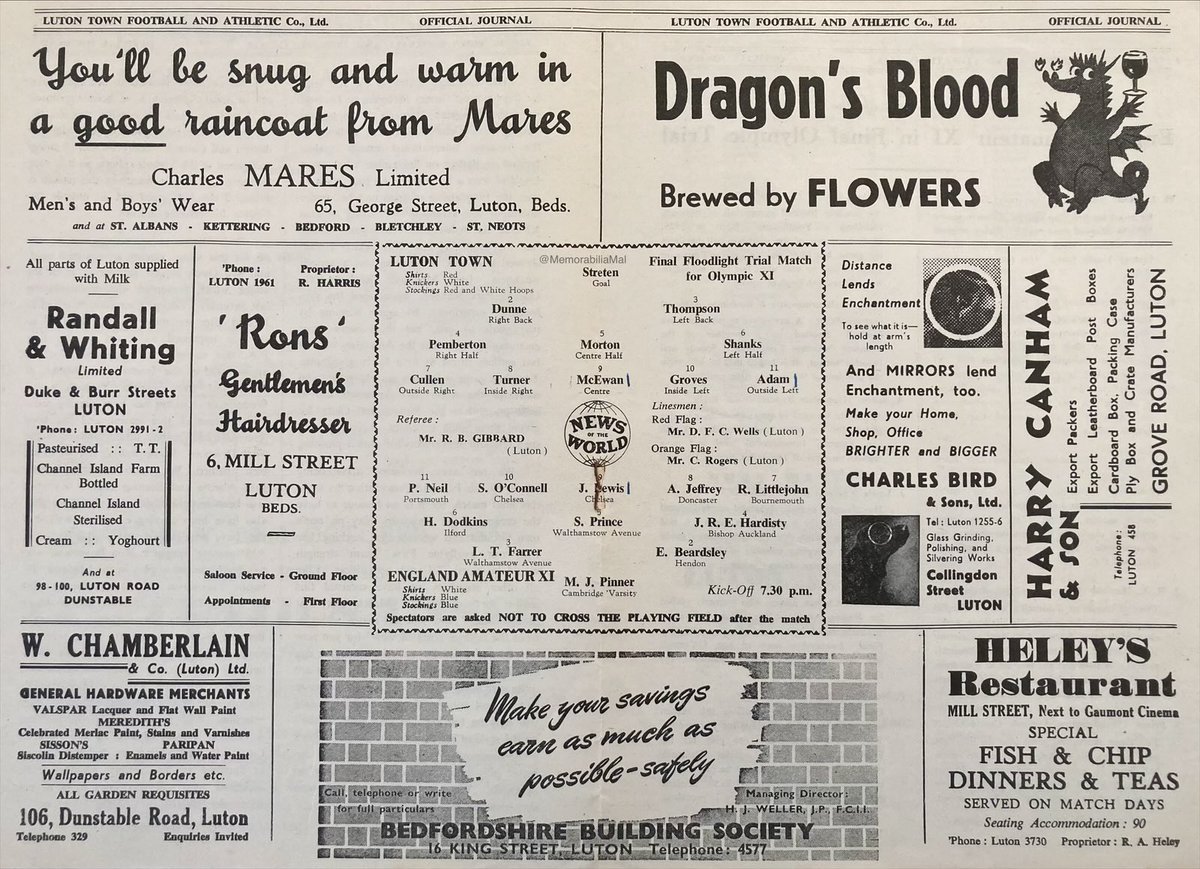 LUTON TOWN FOOTBALL AND ATHLETIC Co., Ltd. OFFICIAL JOURNAL
LUTON TOWN FOOTBALL AND ATHLETIC Co., Ltd. OFFICIAL JOURNAL
You'll be snug and warm in
a good raincoat from Mares
Charles MARES Limited
Men's and Boys' Wear 65, George Street, Luton, Beds.
and at ST. ALBANS - KETTERING - BEDFORD - BLETCHLEY - ST. NEOTS
Dragon's Blood
Brewed by FLOWERS
All parts of Luton supplied
with Milk
Randall
& Whiting
Limited
Duke & Burr Streets
LUTON
'Phone: LUTON 2991-2
Pasteurised :: T. T.
Channel Island Farm
Bottled
Channel Island
Sterilised
Cream :: Yoghourt
And at
98-100, LUTON ROAD
DUNSTABLE
'Phone: Proprietor:
LUTON 1961 R. HARRIS
'Rons'
Gentlemen's
Hairdresser
6, MILL STREET
LUTON
BEDS.
Saloon Service - Ground Floor
Appointments - First Floor
@MemorabiliaMal
LUTON TOWN
Shirts Red
Knickers White
Stockings Red and White Hoops
Streten
Goal
Final Floodlight Trial Match
for Olympic XI
2 3
Dunne Thompson
Right Back Left Back
4 5 6
Pemberton Morton Shanks
Right Half Centre Half Left Half
7 8 9 10 11
Cullen Turner McEwan Groves Adam
Outside Right Inside Right Centre Inside Left Outside Left
Referee:
Mr. R. B. GIBBARD
(Luton)
NEWS
OF THE
WORLD
Linesmen:
Red Flag:
Mr. D. F. C. Wells (Luton)
Orange Flag:
Mr. C. Rogers (Luton)
11 10 9 8 7
P. Neil S. O'Connell J. Lewis A. Jeffrey R. Littlejohn
Portsmouth Chelsea Chelsea Doncaster Bournemouth
6 5 4
H. Dodkins S. Prince J. R. E. Hardisty
Ilford Walthamstow Avenue Bishop Auckland
3 2
L. T. Farrer E. Beardsley
Walthamstow Avenue Hendon
ENGLAND AMATEUR XI
Shirts White
Knickers Blue
Stockings Blue
M. J. Pinner
Cambridge 'Varsity
Kick-Off 7.30 p.m.
Spectators are asked NOT TO CROSS THE PLAYING FIELD after the match
Distance
Lends
Enchantment
To see what it is—
hold at arm's
length
And MIRRORS lend
Enchantment, too.
Make your Home,
Shop, Office
BRIGHTER and BIGGER
CHARLES BIRD
& Sons, Ltd.
Tel: Luton 1255-6
Glass Grinding,
Polishing, and
Silvering Works
Collingdon
Street
LUTON
HARRY CANHAM
& SON
Export Packers
Export Leatherboard Post Boxes
Cardboard Box, Packing Case
Ply Box and Crate Manufacturers
GROVE ROAD, LUTON
Telephone:
LUTON 458
W. CHAMBERLAIN
& Co. (Luton) Ltd.
GENERAL HARDWARE MERCHANTS
VALSPAR Lacquer and Flat Wall Paint
MEREDITH'S
Celebrated Merlac Paint, Stains and Varnishes
SISSON'S PARIPAN
Siscolin Distemper : Enamels and Water Paint
Wallpapers and Borders etc.
ALL GARDEN REQUISITES
106, Dunstable Road, Luton
Telephone 329 Enquiries Invited
Make your savings
earn as much as
possible-safely
Call, telephone or write
for full particulars
Managing Director:
H. J. WELLER, J.P., F.C.I.I.
BEDFORDSHIRE BUILDING SOCIETY
16 KING STREET, LUTON Telephone: 4577
HELEY'S
Restaurant
MILL STREET, Next to Gaumont Cinema
SPECIAL
FISH & CHIP
DINNERS & TEAS
SERVED ON MATCH DAYS
Seating Accommodation: 90
'Phone: Luton 3730 Proprietor: R. A. Heley